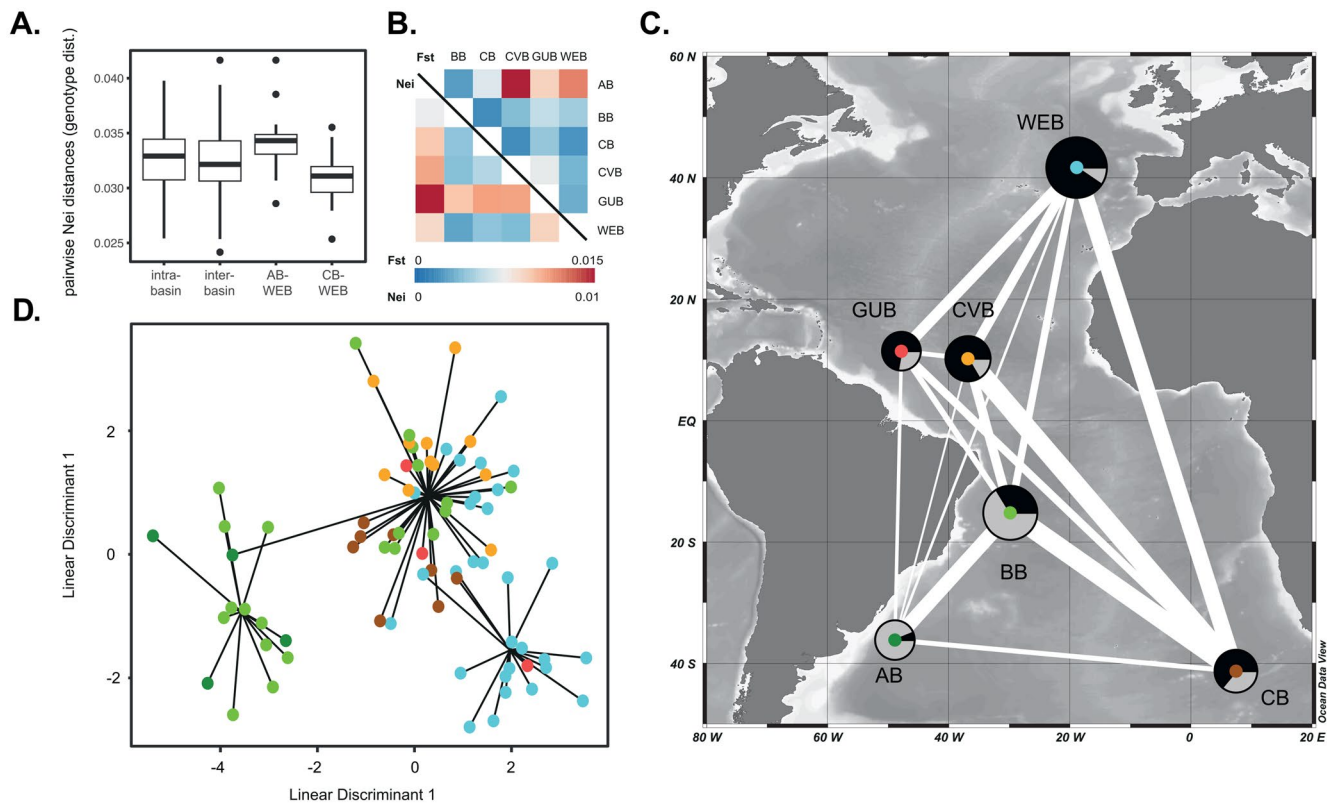 A.
pairwise Nei distances (genotype dist.)
0.040
0.035
0.030
0.025
intra-
basin
inter-
basin
AB-
WEB
CB-
WEB
B.
Fst
BB CB CVB GUB WEB
Nei
AB
BB
CB
CVB
GUB
WEB
Fst 0 0.015
Nei 0 0.01
C.
60 N
40 N
20 N
EQ
20 S
40 S
80 W 60 W 40 W 20 W 0 20 E
WEB
GUB
CVB
BB
AB
CB
Ocean Data View
D.
Linear Discriminant 1
2
0
-2
-4 -2 0 2
Linear Discriminant 1